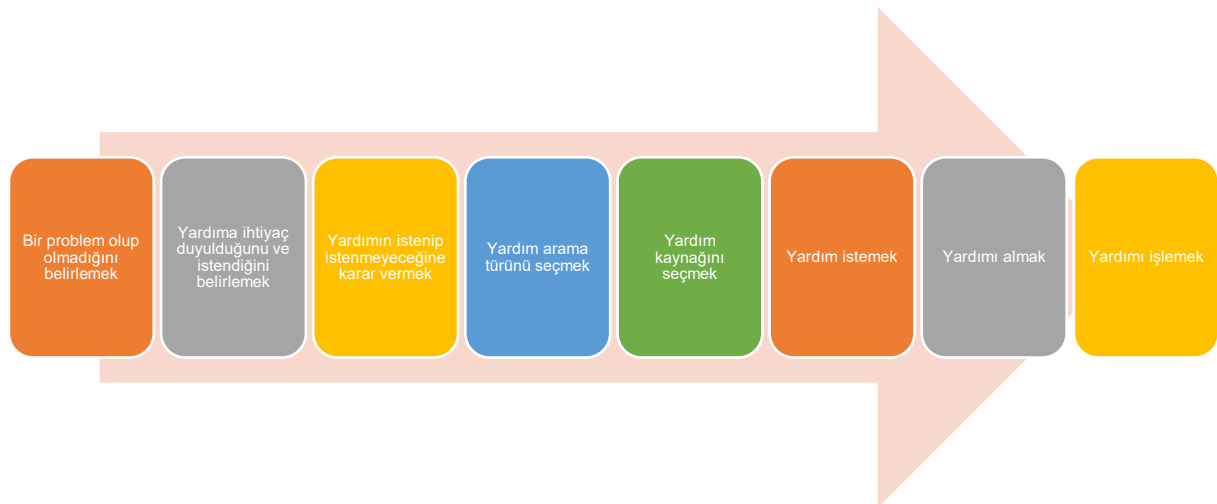 Bir problem olup
olmadığını
belirlemek
Yardıma ihtiyaç
duyulduğunu ve
istendiğini
belirlemek
Yardımın istenip
istenmeyeceğine
karar vermek
Yardım arama
türünü seçmek
Yardım
kaynağını
seçmek
Yardım istemek
Yardımı almak
Yardımı işlemek